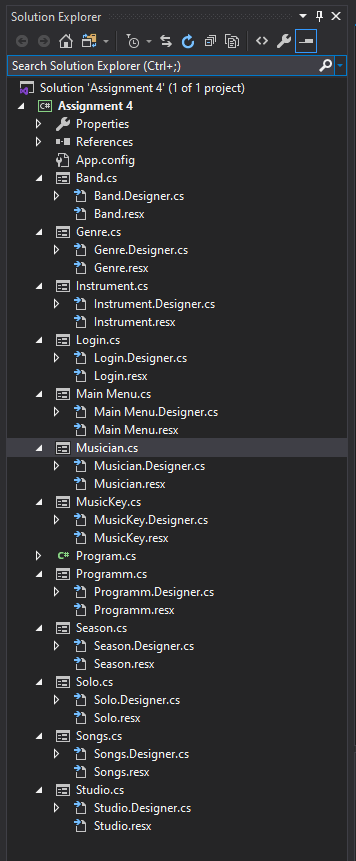 Solution Explorer
Search Solution Explorer (Ctrl+;)
Solution 'Assignment 4' (1 of 1 project)
C# Assignment 4
Properties
References
App.config
Band.cs
Band.Designer.cs
Band.resx
Genre.cs
Genre.Designer.cs
Genre.resx
Instrument.cs
Instrument.Designer.cs
Instrument.resx
Login.cs
Login.Designer.cs
Login.resx
Main Menu.cs
Main Menu.Designer.cs
Main Menu.resx
Musician.cs
Musician.Designer.cs
Musician.resx
MusicKey.cs
MusicKey.Designer.cs
MusicKey.resx
C# Program.cs
Programm.cs
Programm.Designer.cs
Programm.resx
Season.cs
Season.Designer.cs
Season.resx
Solo.cs
Solo.Designer.cs
Solo.resx
Songs.cs
Songs.Designer.cs
Songs.resx
Studio.cs
Studio.Designer.cs
Studio.resx